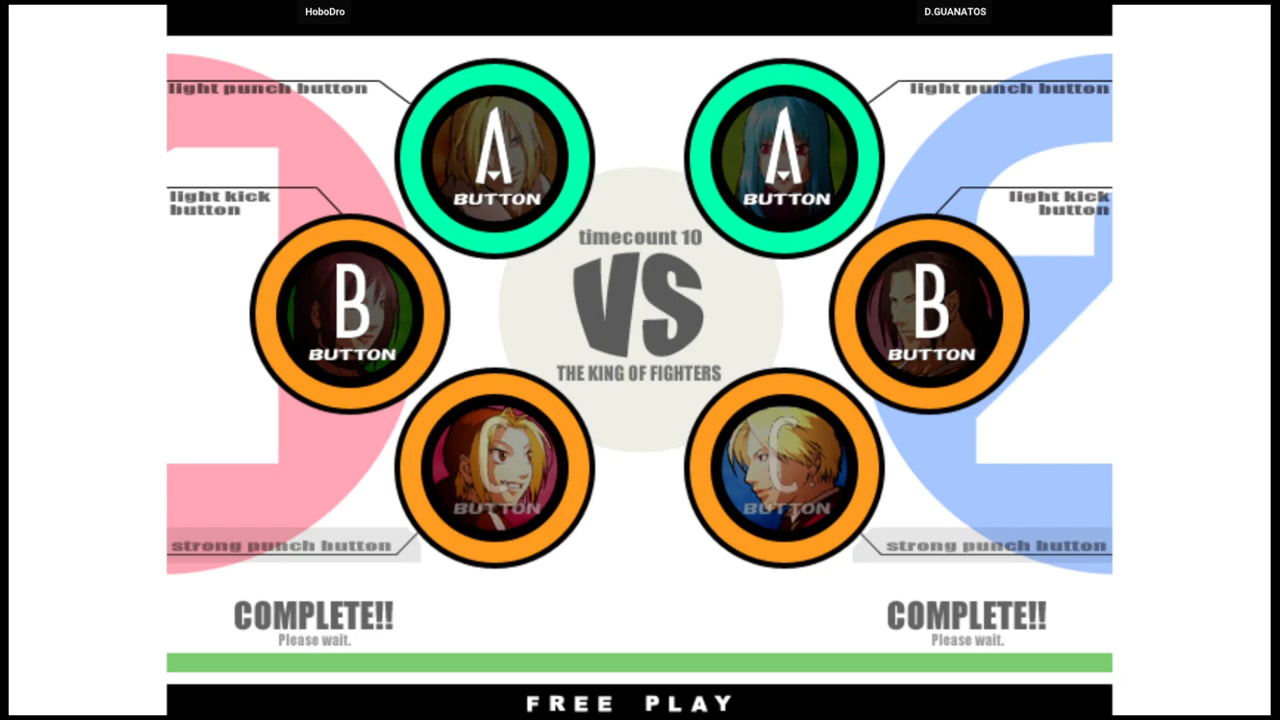 HoboDro
D.GUANATOS
light punch button
light punch button
A
BUTTON
A
BUTTON
light kick
button
light kick
button
timecount 10
VS
THE KING OF FIGHTERS
B
BUTTON
B
BUTTON
C
BUTTON
C
BUTTON
strong punch button
strong punch button
COMPLETE!!
Please wait.
COMPLETE!!
Please wait.
FREE PLAY
1
2